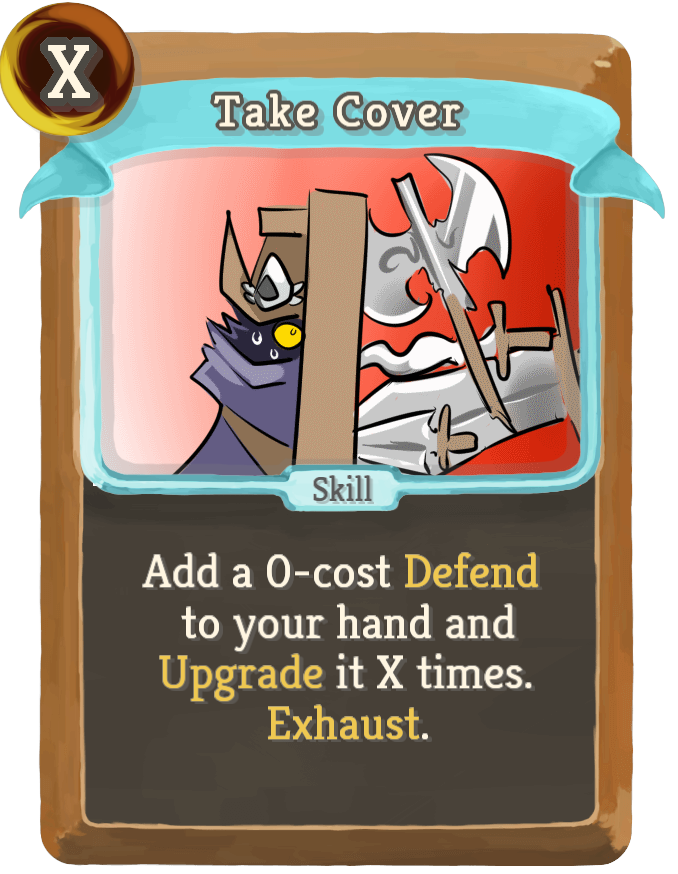 X
Take Cover
Skill
Add a 0-cost Defend
to your hand and
Upgrade it X times.
Exhaust.